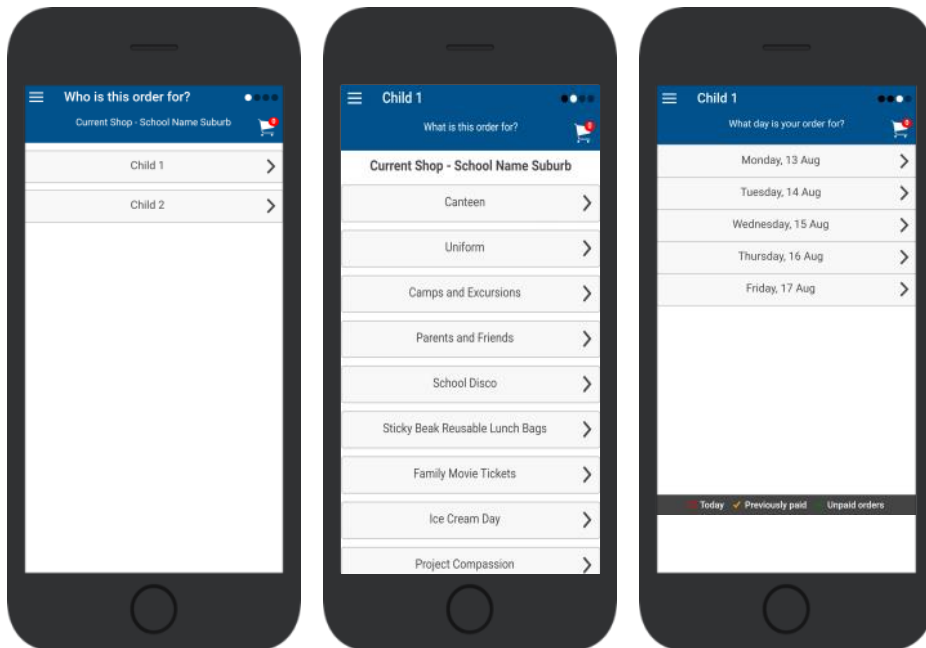 Who is this order for?
Current Shop - School Name Suburb
0
Child 1
Child 2
Child 1
What is this order for?
0
Current Shop - School Name Suburb
Canteen
Uniform
Camps and Excursions
Parents and Friends
School Disco
Sticky Beak Reusable Lunch Bags
Family Movie Tickets
Ice Cream Day
Project Compassion
Child 1
What day is your order for?
0
Monday, 13 Aug
Tuesday, 14 Aug
Wednesday, 15 Aug
Thursday, 16 Aug
Friday, 17 Aug
Today ✓ Previously paid Unpaid orders